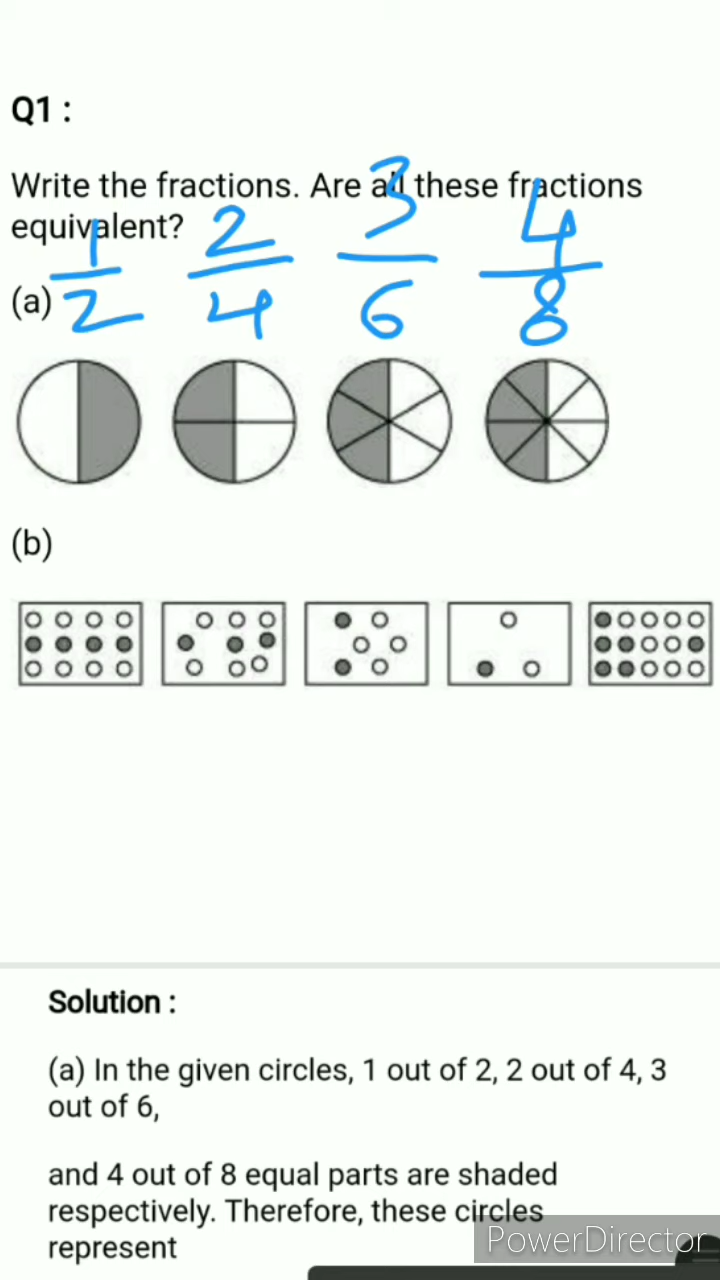 Q1 :
Write the fractions. Are all these fractions
equivalent?
1/2 2/4 3/6 4/8
(a)
(b)
Solution :
(a) In the given circles, 1 out of 2, 2 out of 4, 3
out of 6,
and 4 out of 8 equal parts are shaded
respectively. Therefore, these circles
represent
PowerDirector